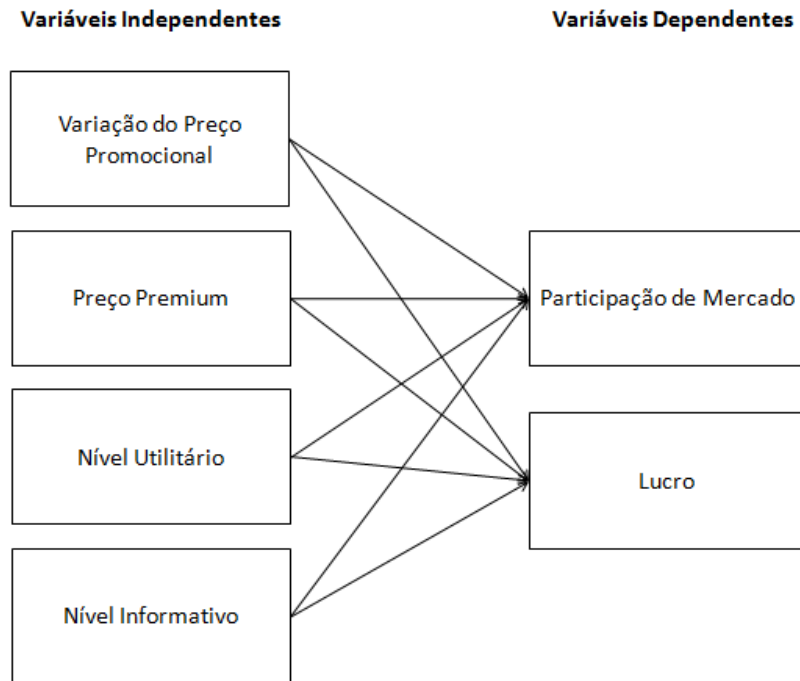 Variáveis Independentes
Variáveis Dependentes
Variação do Preço
Promocional
Preço Premium
Participação de Mercado
Nível Utilitário
Lucro
Nível Informativo